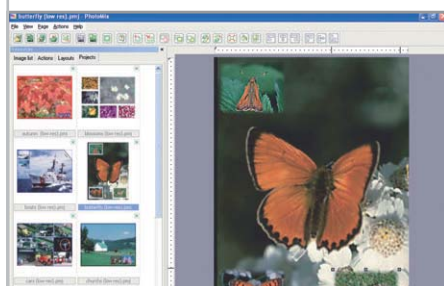 butterfly (low res).pm) - PhotoMix
File View Page Actions Help
Image list Actions Layouts Projects
autumn (low res).pm)
blossoms (low res).pm)
boats (low res).pm)
butterfly (low res).pm)
cars (low res).pm)
churchs (low res).pm)